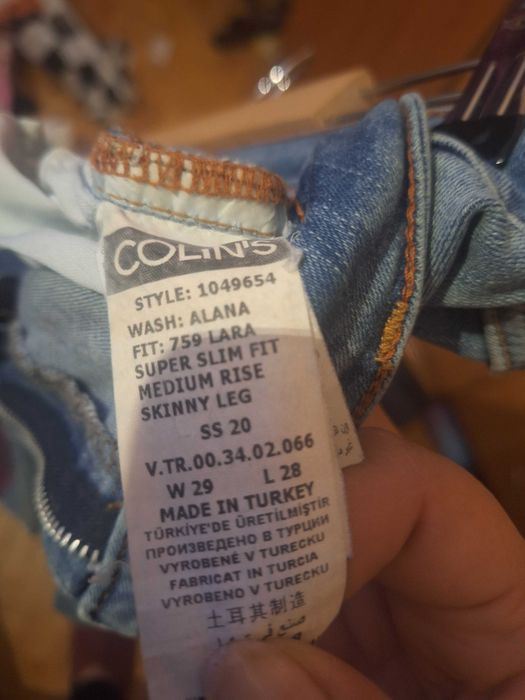 COLIN'S
STYLE: 1049654
WASH: ALANA
FIT: 759 LARA
SUPER SLIM FIT
MEDIUM RISE
SKINNY LEG
SS 20
V.TR.00.34.02.066
W 29 L 28
MADE IN TURKEY
TÜRKİYE'DE ÜRETİLMİŞTİR
ПРОИЗВЕДЕНО В ТУРЦИИ
VYROBENÉ V TURECKU
FABRICAT IN TURCIA
VYROBENO V TURECKU
土耳其制造
صنع في